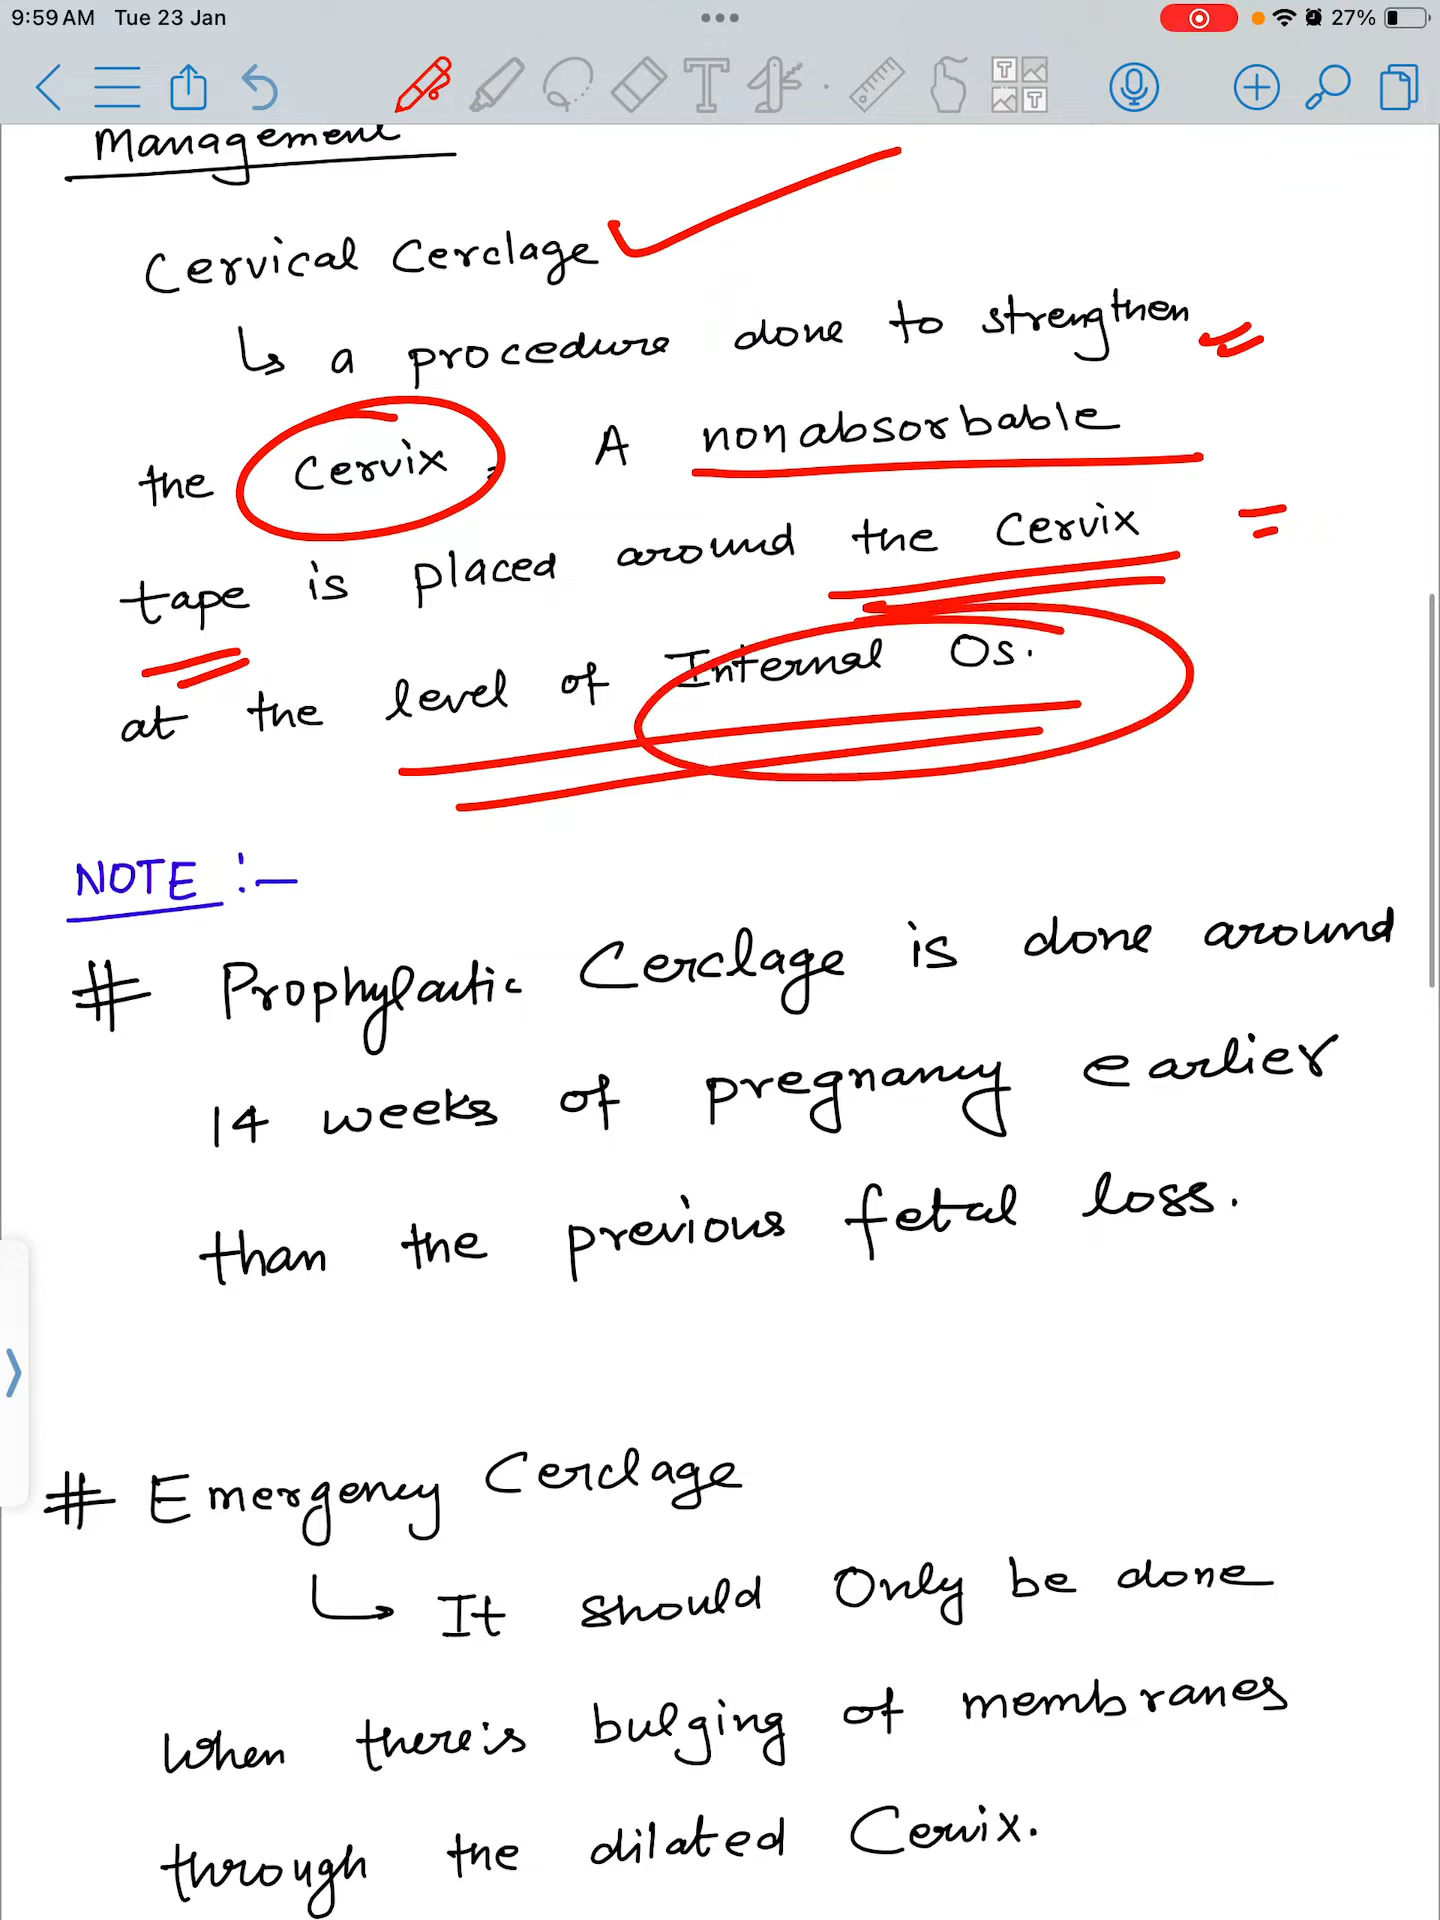 9:59 AM Tue 23 Jan 27%
Management
Cervical Cerclage
↳ a procedure done to strengthen
the Cervix. A nonabsorbable
tape is placed around the Cervix
at the level of Internal Os.
NOTE :-
# Prophylactic Cerclage is done around
14 weeks of pregnancy earlier
than the previous fetal loss.
# Emergency Cerclage
↳ It should Only be done
When there is bulging of membranes
through the dilated Cervix.